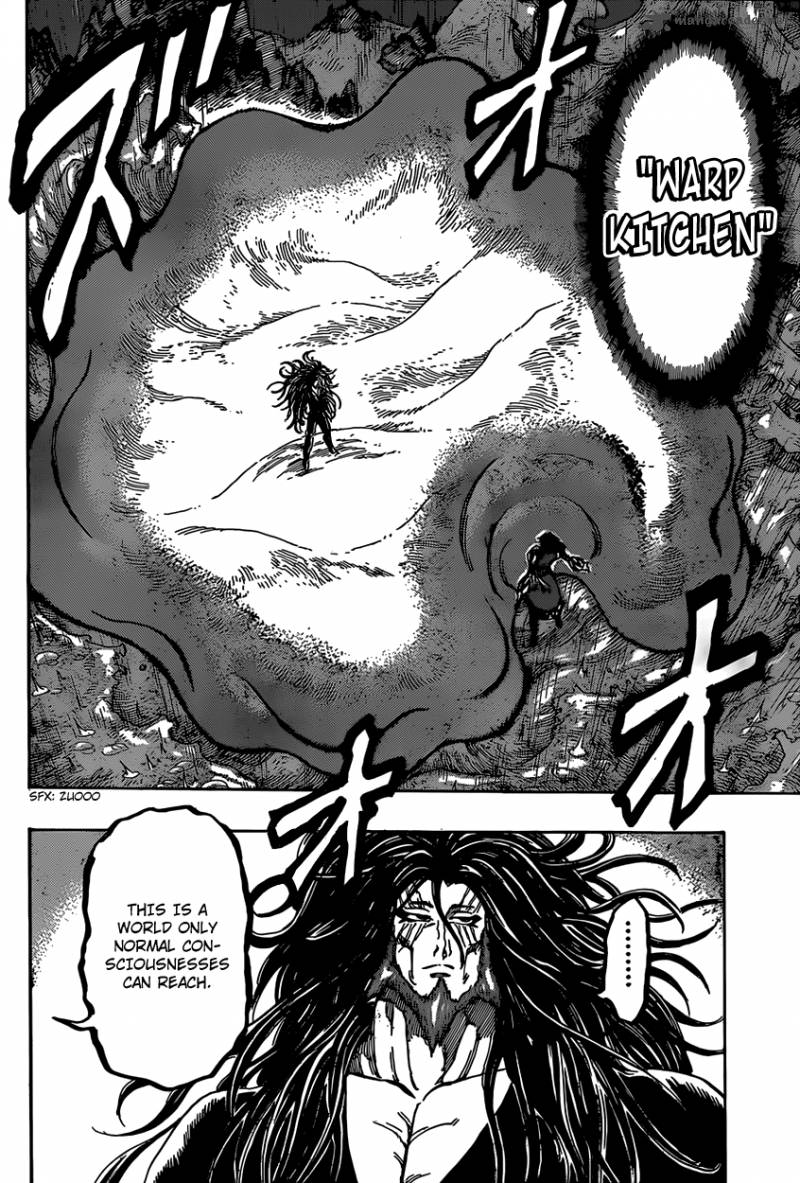 "WARP
KITCHEN"
ズ
オ
オ
オ
SFX: ZUOOO
......
THIS IS A
WORLD ONLY
NORMAL CON-
SCIOUSNESSES
CAN REACH.